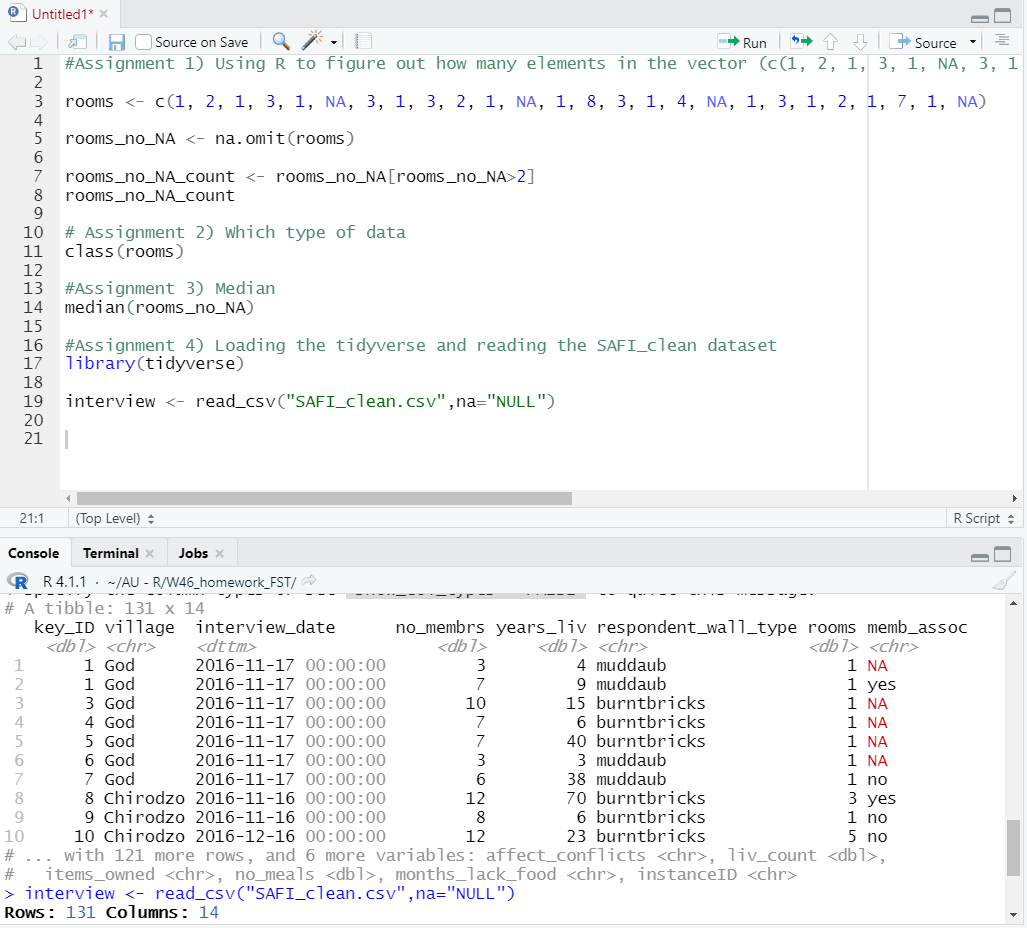 Untitled1*
Source on Save
Run
Source
1 #Assignment 1) Using R to figure out how many elements in the vector (c(1, 2, 1, 3, 1, NA, 3, 1
2
3 rooms <- c(1, 2, 1, 3, 1, NA, 3, 1, 3, 2, 1, NA, 1, 8, 3, 1, 4, NA, 1, 3, 1, 2, 1, 7, 1, NA)
4
5 rooms_no_NA <- na.omit(rooms)
6
7 rooms_no_NA_count <- rooms_no_NA[rooms_no_NA>2]
8 rooms_no_NA_count
9
10 # Assignment 2) Which type of data
11 class(rooms)
12
13 #Assignment 3) Median
14 median(rooms_no_NA)
15
16 #Assignment 4) Loading the tidyverse and reading the SAFI_clean dataset
17 library(tidyverse)
18
19 interview <- read_csv("SAFI_clean.csv",na="NULL")
20
21
21:1 (Top Level) R Script
Console Terminal Jobs
R 4.1.1 · ~/AU - R/W46_homework_FST/
# A tibble: 131 x 14
key_ID village interview_date no_membrs years_liv respondent_wall_type rooms memb_assoc
<dbl> <chr> <dttm> <dbl> <dbl> <chr> <dbl> <chr>
1 1 God 2016-11-17 00:00:00 3 4 muddaub 1 NA
2 1 God 2016-11-17 00:00:00 7 9 muddaub 1 yes
3 3 God 2016-11-17 00:00:00 10 15 burntbricks 1 NA
4 4 God 2016-11-17 00:00:00 7 6 burntbricks 1 NA
5 5 God 2016-11-17 00:00:00 7 40 burntbricks 1 NA
6 6 God 2016-11-17 00:00:00 3 3 muddaub 1 NA
7 7 God 2016-11-17 00:00:00 6 38 muddaub 1 no
8 8 Chirodzo 2016-11-16 00:00:00 12 70 burntbricks 3 yes
9 9 Chirodzo 2016-11-16 00:00:00 8 6 burntbricks 1 no
10 10 Chirodzo 2016-12-16 00:00:00 12 23 burntbricks 5 no
# ... with 121 more rows, and 6 more variables: affect_conflicts <chr>, liv_count <dbl>,
# items_owned <chr>, no_meals <dbl>, months_lack_food <chr>, instanceID <chr>
> interview <- read_csv("SAFI_clean.csv",na="NULL")
Rows: 131 Columns: 14